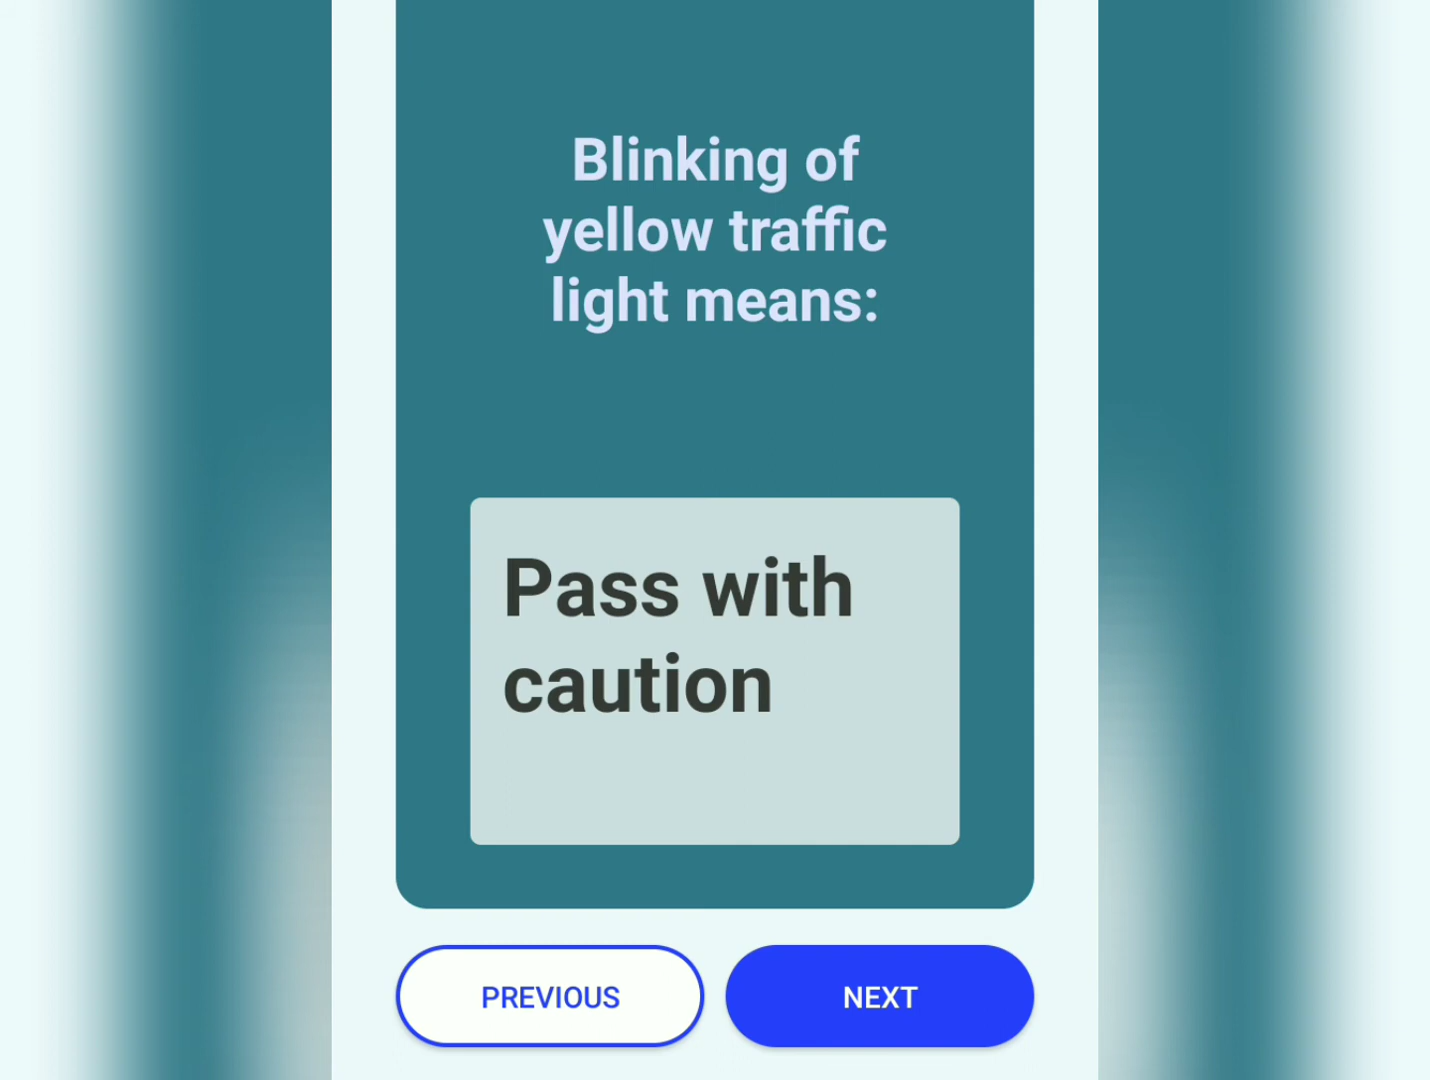 Blinking of
yellow traffic
light means:
Pass with
caution
PREVIOUS
NEXT